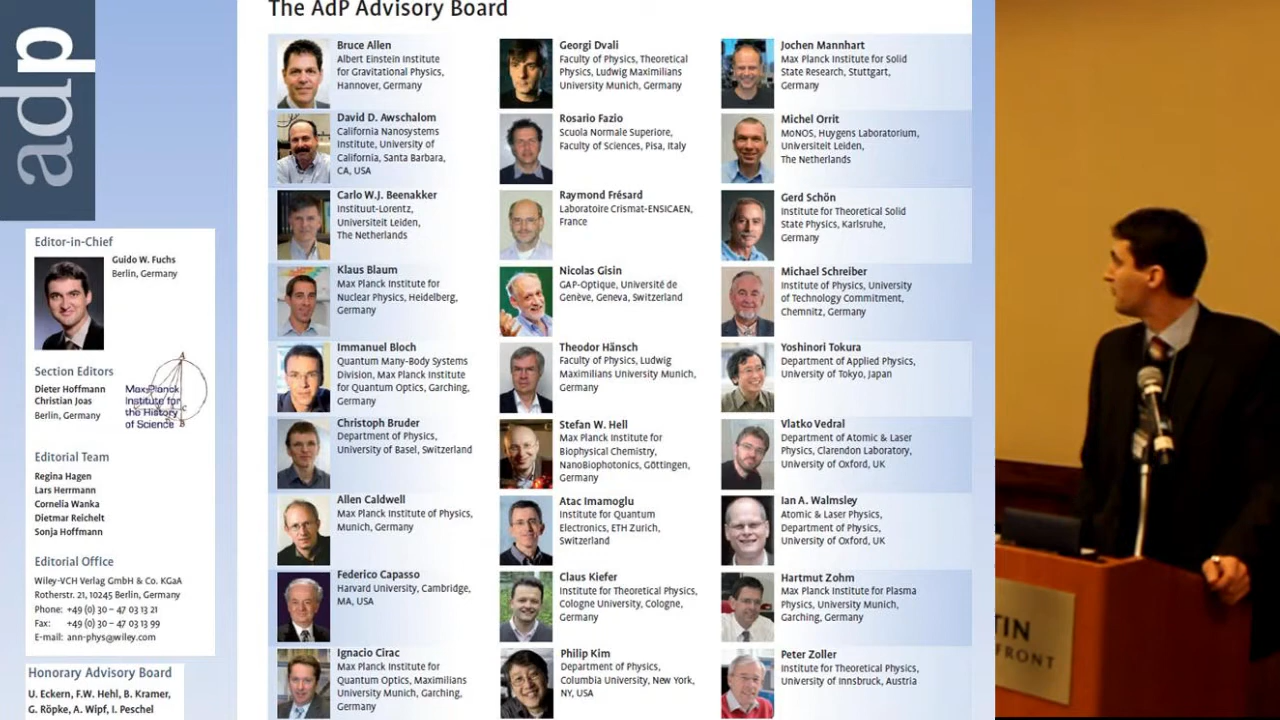 adp
Editor-in-Chief
Guido W. Fuchs
Berlin, Germany
Section Editors
Dieter Hoffmann
Christian Joas
Berlin, Germany
Max Planck
Institute for
the History
of Science
A
B
Editorial Team
Regina Hagen
Lars Herrmann
Cornelia Wanka
Dietmar Reichelt
Sonja Hoffmann
Editorial Office
Wiley-VCH Verlag GmbH & Co. KGaA
Rotherstr. 21, 10245 Berlin, Germany
Phone: +49 (0) 30 – 47 03 13 21
Fax: +49 (0) 30 – 47 03 13 99
E-mail: ann-phys@wiley.com
Honorary Advisory Board
U. Eckern, F.W. Hehl, B. Kramer,
G. Röpke, A. Wipf, I. Peschel
The AdP Advisory Board
Bruce Allen
Albert Einstein Institute
for Gravitational Physics,
Hannover, Germany
David D. Awschalom
California Nanosystems
Institute, University of
California, Santa Barbara,
CA, USA
Carlo W.J. Beenakker
Instituut-Lorentz,
Universiteit Leiden,
The Netherlands
Klaus Blaum
Max Planck Institute for
Nuclear Physics, Heidelberg,
Germany
Immanuel Bloch
Quantum Many-Body Systems
Division, Max Planck Institute
for Quantum Optics, Garching,
Germany
Christoph Bruder
Department of Physics,
University of Basel, Switzerland
Allen Caldwell
Max Planck Institute of Physics,
Munich, Germany
Federico Capasso
Harvard University, Cambridge,
MA, USA
Ignacio Cirac
Max Planck Institute for
Quantum Optics, Maximilians
University Munich, Garching,
Germany
Georgi Dvali
Faculty of Physics, Theoretical
Physics, Ludwig Maximilians
University Munich, Germany
Rosario Fazio
Scuola Normale Superiore,
Faculty of Sciences, Pisa, Italy
Raymond Frésard
Laboratoire Crismat-ENSICAEN,
France
Nicolas Gisin
GAP-Optique, Université de
Genève, Geneva, Switzerland
Theodor Hänsch
Faculty of Physics, Ludwig
Maximilians University Munich,
Germany
Stefan W. Hell
Max Planck Institute for
Biophysical Chemistry,
NanoBiophotonics, Göttingen,
Germany
Atac Imamoglu
Institute for Quantum
Electronics, ETH Zurich,
Switzerland
Claus Kiefer
Institute for Theoretical Physics,
Cologne University, Cologne,
Germany
Philip Kim
Department of Physics,
Columbia University, New York,
NY, USA
Jochen Mannhart
Max Planck Institute for Solid
State Research, Stuttgart,
Germany
Michel Orrit
MoNOS, Huygens Laboratorium,
Universiteit Leiden,
The Netherlands
Gerd Schön
Institute for Theoretical Solid
State Physics, Karlsruhe,
Germany
Michael Schreiber
Institute of Physics, University
of Technology Commitment,
Chemnitz, Germany
Yoshinori Tokura
Department of Applied Physics,
University of Tokyo, Japan
Vlatko Vedral
Department of Atomic & Laser
Physics, Clarendon Laboratory,
University of Oxford, UK
Ian A. Walmsley
Atomic & Laser Physics,
Department of Physics,
University of Oxford, UK
Hartmut Zohm
Max Planck Institute for Plasma
Physics, University Munich,
Garching, Germany
Peter Zoller
Institute for Theoretical Physics,
University of Innsbruck, Austria
TIN
FRONT